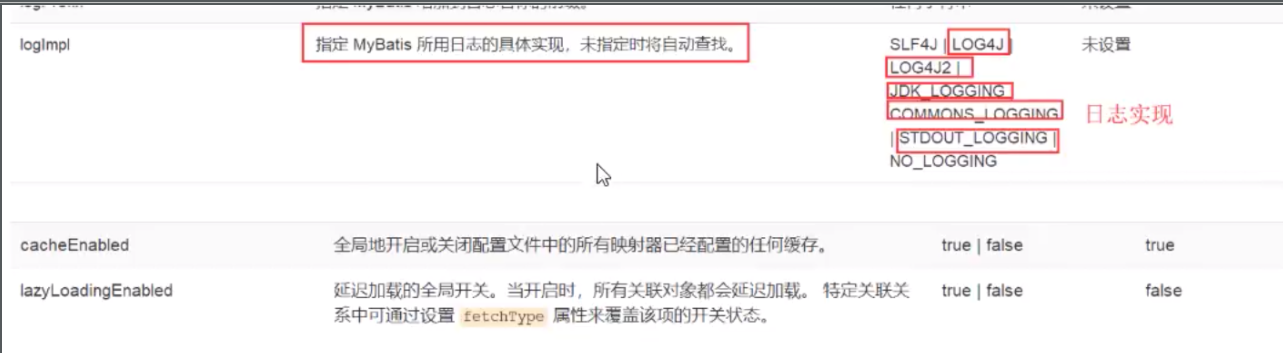 logImpl
指定 MyBatis 所用日志的具体实现，未指定时将自动查找。
SLF4J | LOG4J |
LOG4J2 |
JDK_LOGGING
COMMONS_LOGGING
| STDOUT_LOGGING |
NO_LOGGING
未设置
日志实现
cacheEnabled
全局地开启或关闭配置文件中的所有映射器已经配置的任何缓存。
true | false
true
lazyLoadingEnabled
延迟加载的全局开关。当开启时，所有关联对象都会延迟加载。 特定关联关
系中可通过设置 fetchType 属性来覆盖该项的开关状态。
true | false
false